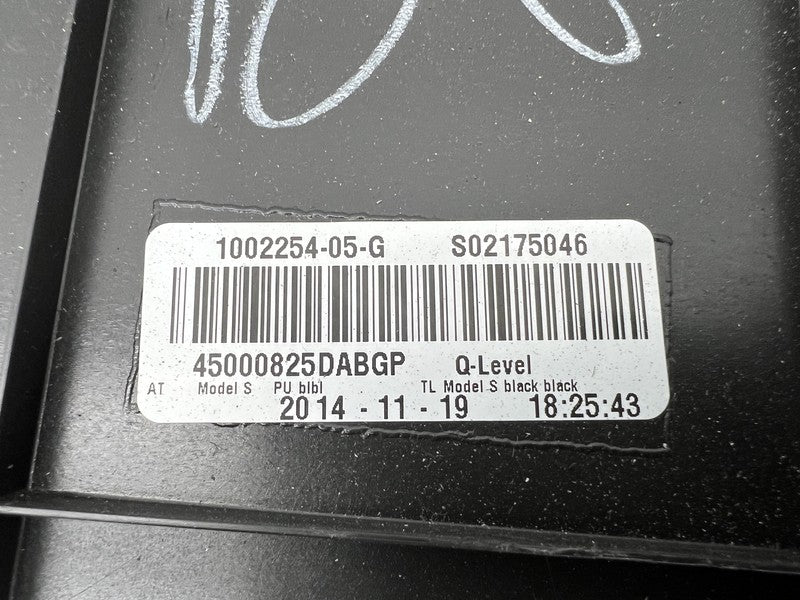 1002254-05-G S02175046
45000825DABGP Q-Level
AT Model S PU blbl TL Model S black black
2014-11-19 18:25:43